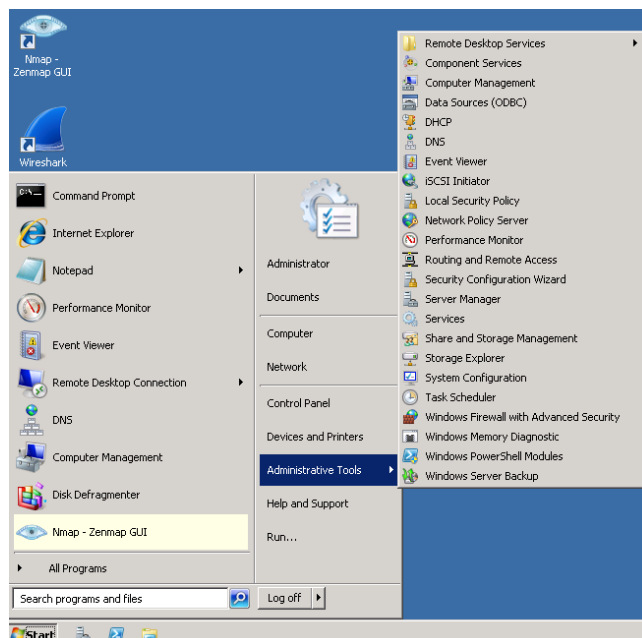 Nmap -
Zenmap GUI
Wireshark
Command Prompt
Internet Explorer
Notepad
Performance Monitor
Event Viewer
Remote Desktop Connection
DNS
Computer Management
Disk Defragmenter
Nmap - Zenmap GUI
All Programs
Search programs and files
Administrator
Documents
Computer
Network
Control Panel
Devices and Printers
Administrative Tools
Help and Support
Run...
Log off
Remote Desktop Services
Component Services
Computer Management
Data Sources (ODBC)
DHCP
DNS
Event Viewer
iSCSI Initiator
Local Security Policy
Network Policy Server
Performance Monitor
Routing and Remote Access
Security Configuration Wizard
Server Manager
Services
Share and Storage Management
Storage Explorer
System Configuration
Task Scheduler
Windows Firewall with Advanced Security
Windows Memory Diagnostic
Windows PowerShell Modules
Windows Server Backup
Start